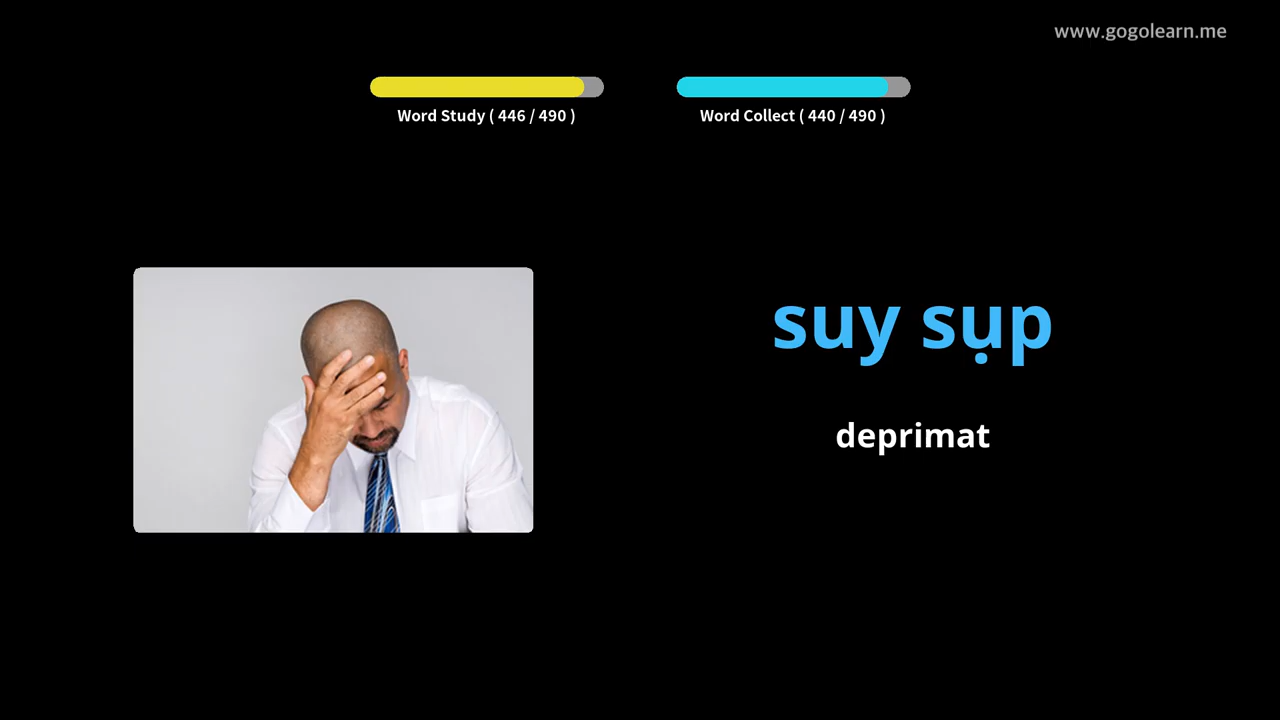 www.gogolearn.me
Word Study ( 446 / 490 )
Word Collect ( 440 / 490 )
suy sụp
deprimat